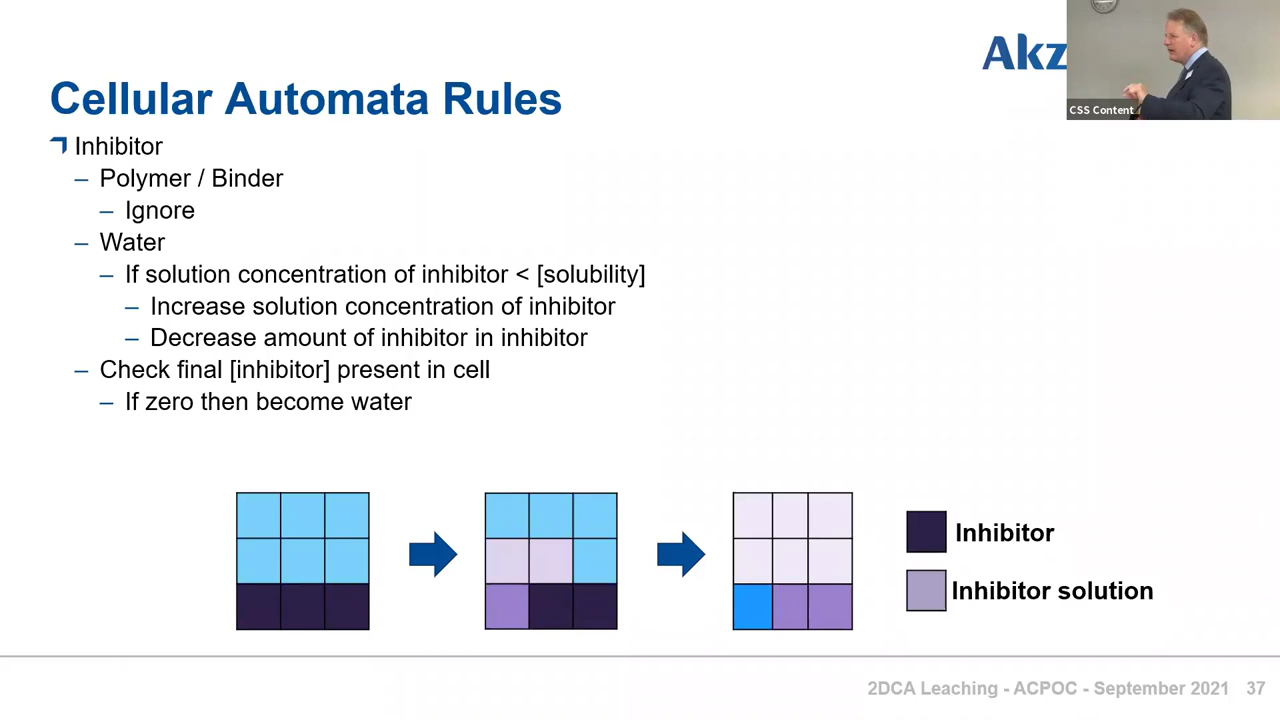 Akz
CSS Content
Cellular Automata Rules
Inhibitor
– Polymer / Binder
– Ignore
– Water
– If solution concentration of inhibitor < [solubility]
– Increase solution concentration of inhibitor
– Decrease amount of inhibitor in inhibitor
– Check final [inhibitor] present in cell
– If zero then become water
Inhibitor
Inhibitor solution
2DCA Leaching - ACPOC - September 2021 37